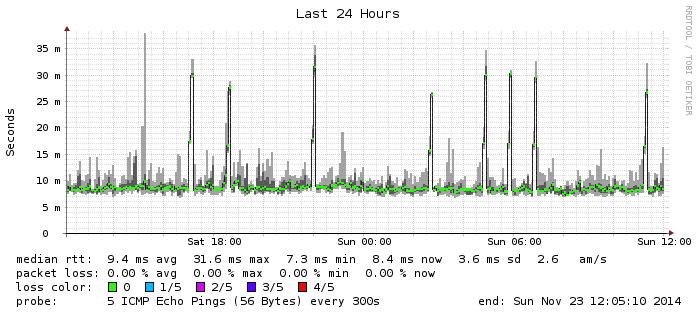 Last 24 Hours
RRDTOOL / TOBI OETIKER
Seconds
35 m
30 m
25 m
20 m
15 m
10 m
5 m
0
Sat 18:00 Sun 00:00 Sun 06:00 Sun 12:00
median rtt: 9.4 ms avg 31.6 ms max 7.3 ms min 8.4 ms now 3.6 ms sd 2.6 am/s
packet loss: 0.00 % avg 0.00 % max 0.00 % min 0.00 % now
loss color: 0 1/5 2/5 3/5 4/5
probe: 5 ICMP Echo Pings (56 Bytes) every 300s end: Sun Nov 23 12:05:10 2014